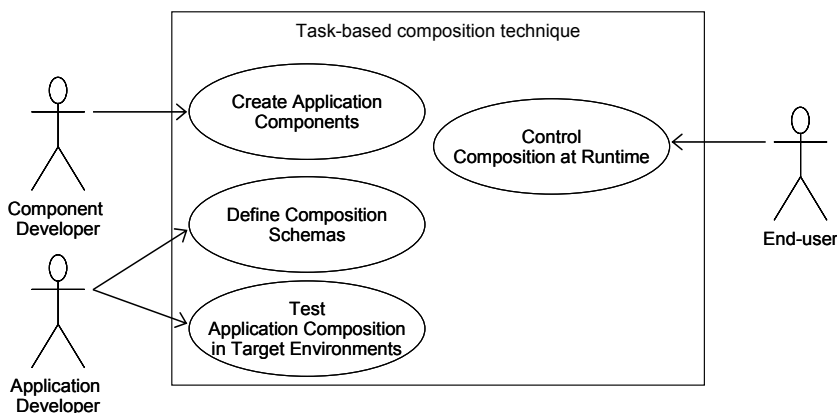 Task-based composition technique
Create Application
Components
Control
Composition at Runtime
Component
Developer
Define Composition
Schemas
End-user
Test
Application Composition
in Target Environments
Application
Developer